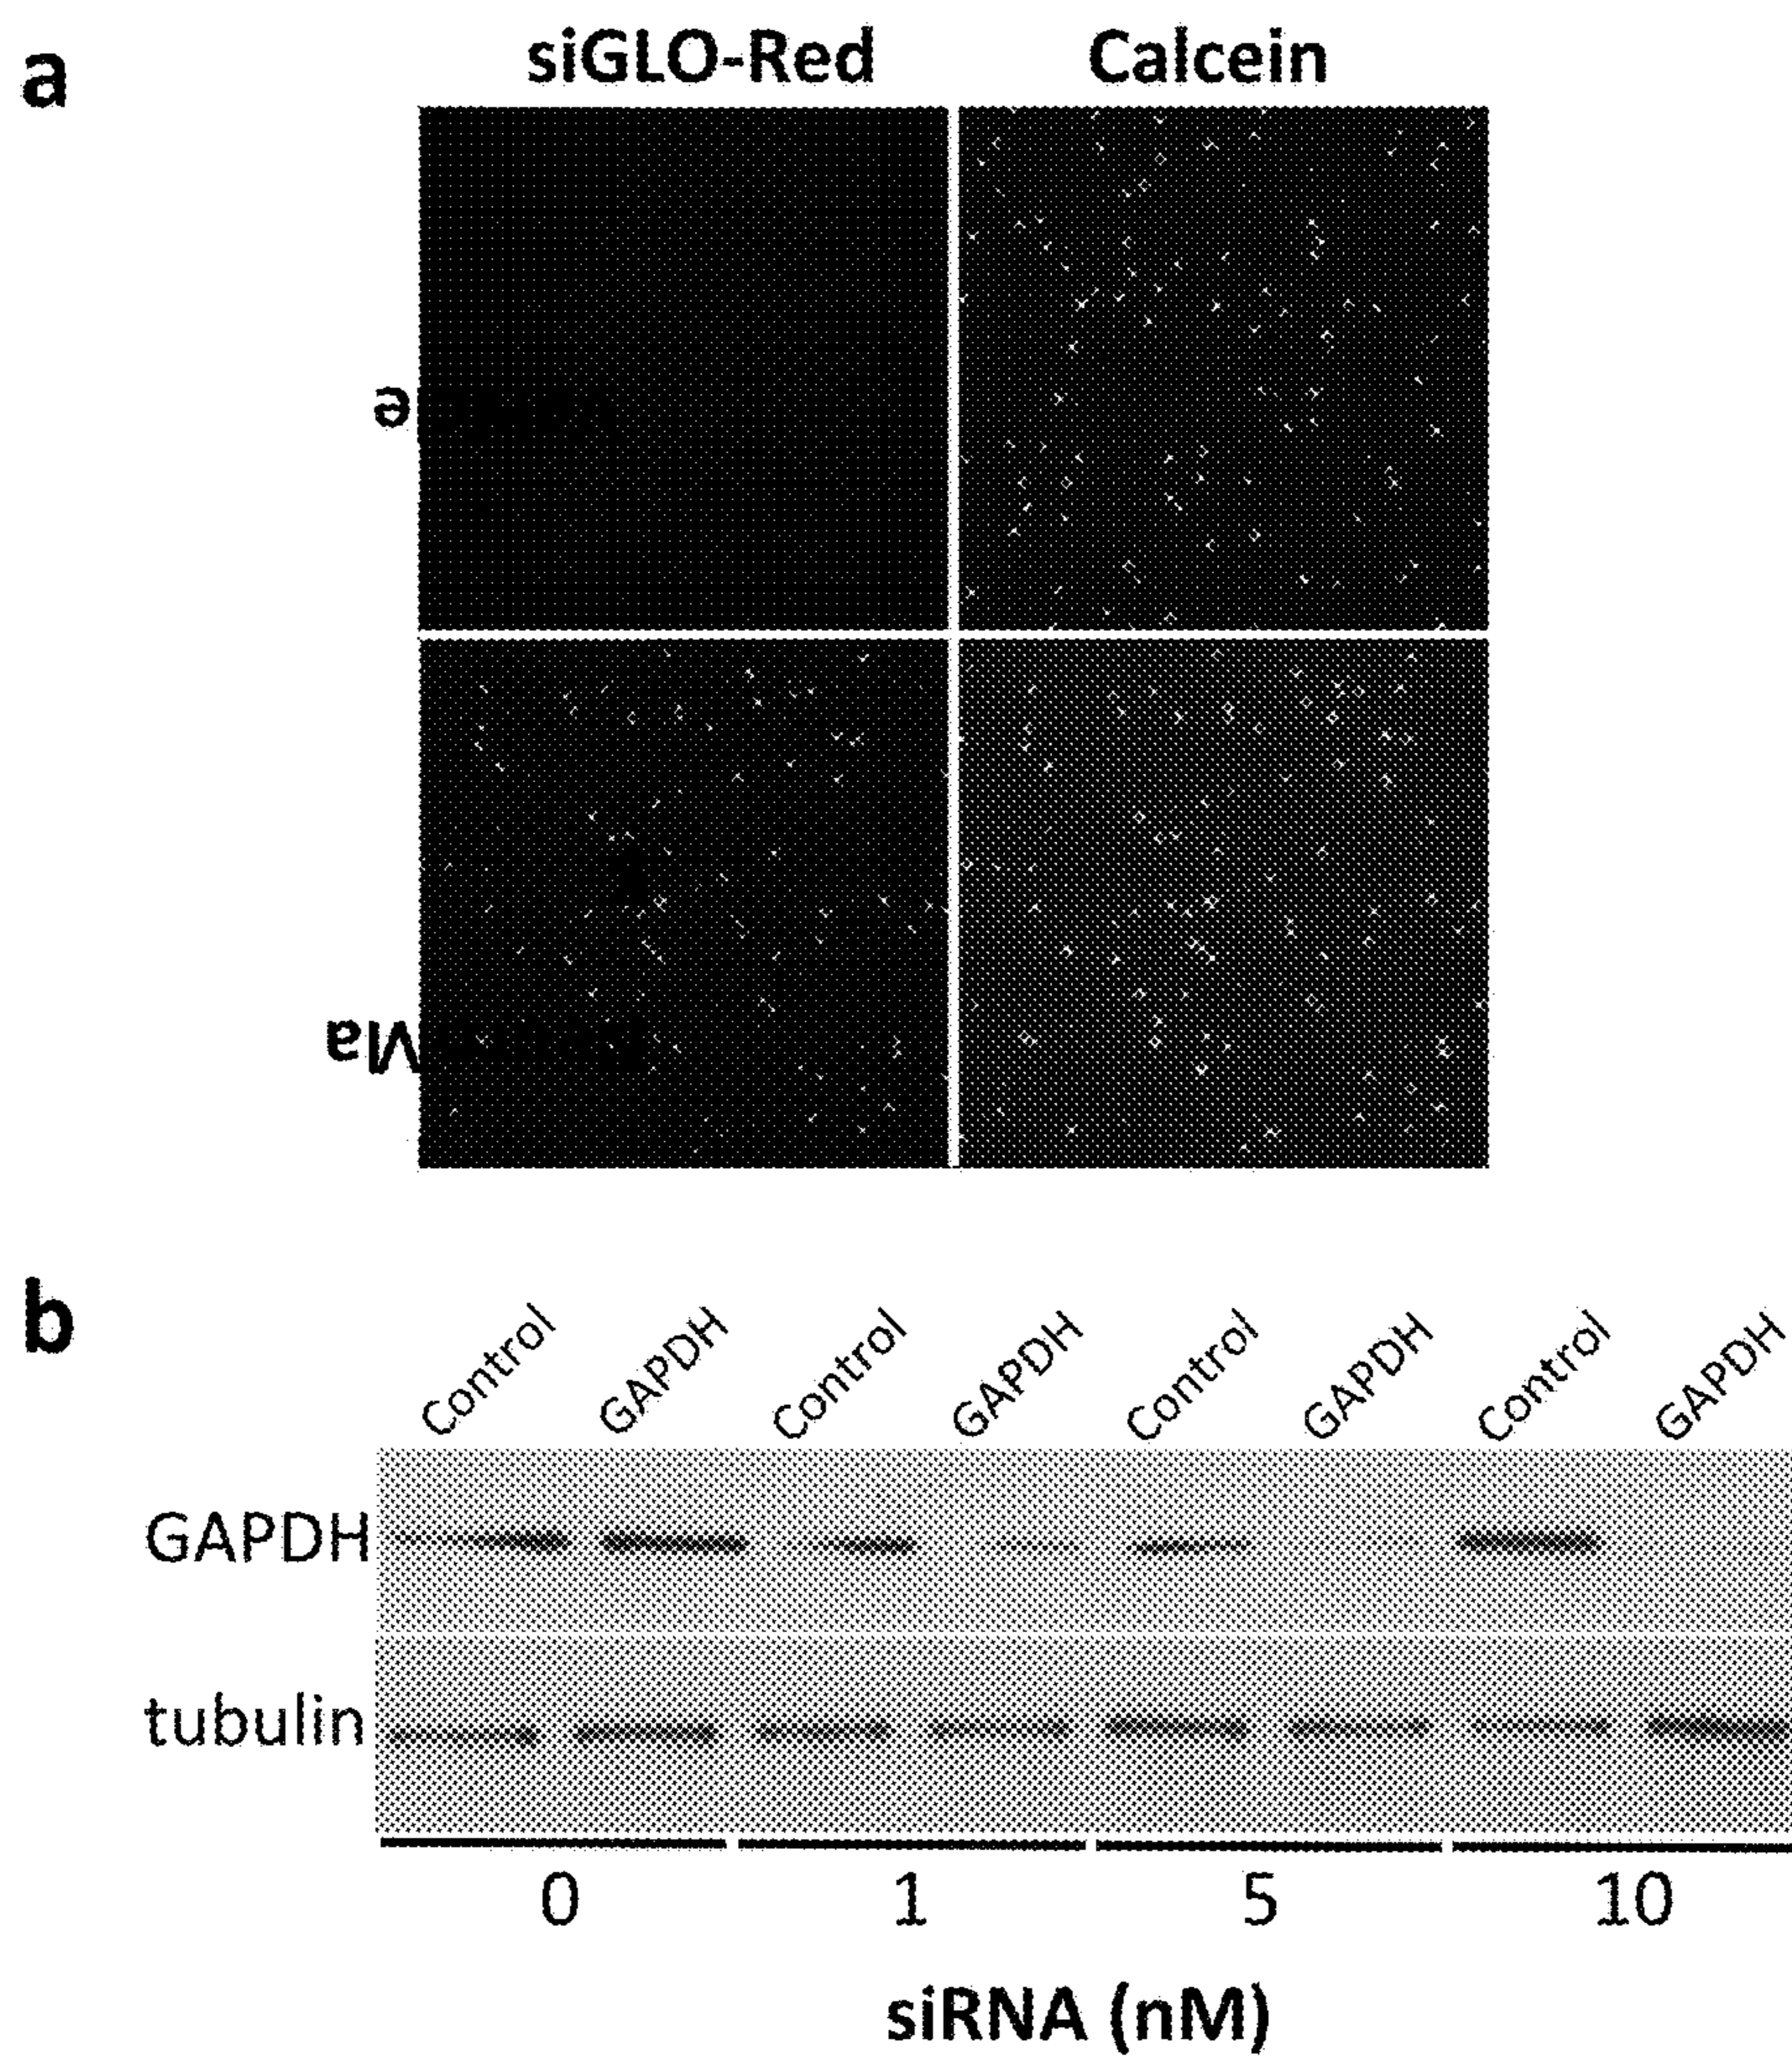 a
siGLO-Red Calcein
e
Ma
b
Control GAPDH Control GAPDH Control GAPDH Control GAPDH
GAPDH
tubulin
0 1 5 10
siRNA (nM)